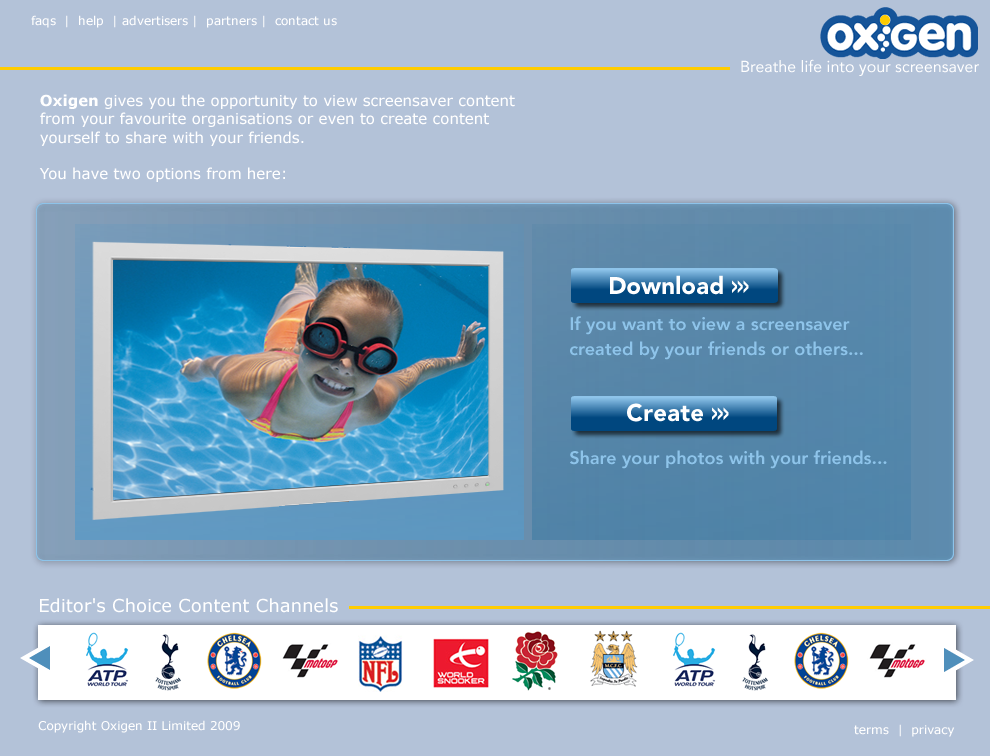 faqs | help | advertisers | partners | contact us
oxigen
Breathe life into your screensaver
Oxigen gives you the opportunity to view screensaver content
from your favourite organisations or even to create content
yourself to share with your friends.
You have two options from here:
Download »›
If you want to view a screensaver
created by your friends or others...
Create »›
Share your photos with your friends...
Editor's Choice Content Channels
ATP
WORLD TOUR
TOTTENHAM
HOTSPUR
CHELSEA
FOOTBALL CLUB
motogp
NFL
WORLD
SNOOKER
M.C.F.C.
ATP
WORLD TOUR
TOTTENHAM
HOTSPUR
CHELSEA
FOOTBALL CLUB
motogp
Copyright Oxigen II Limited 2009
terms | privacy